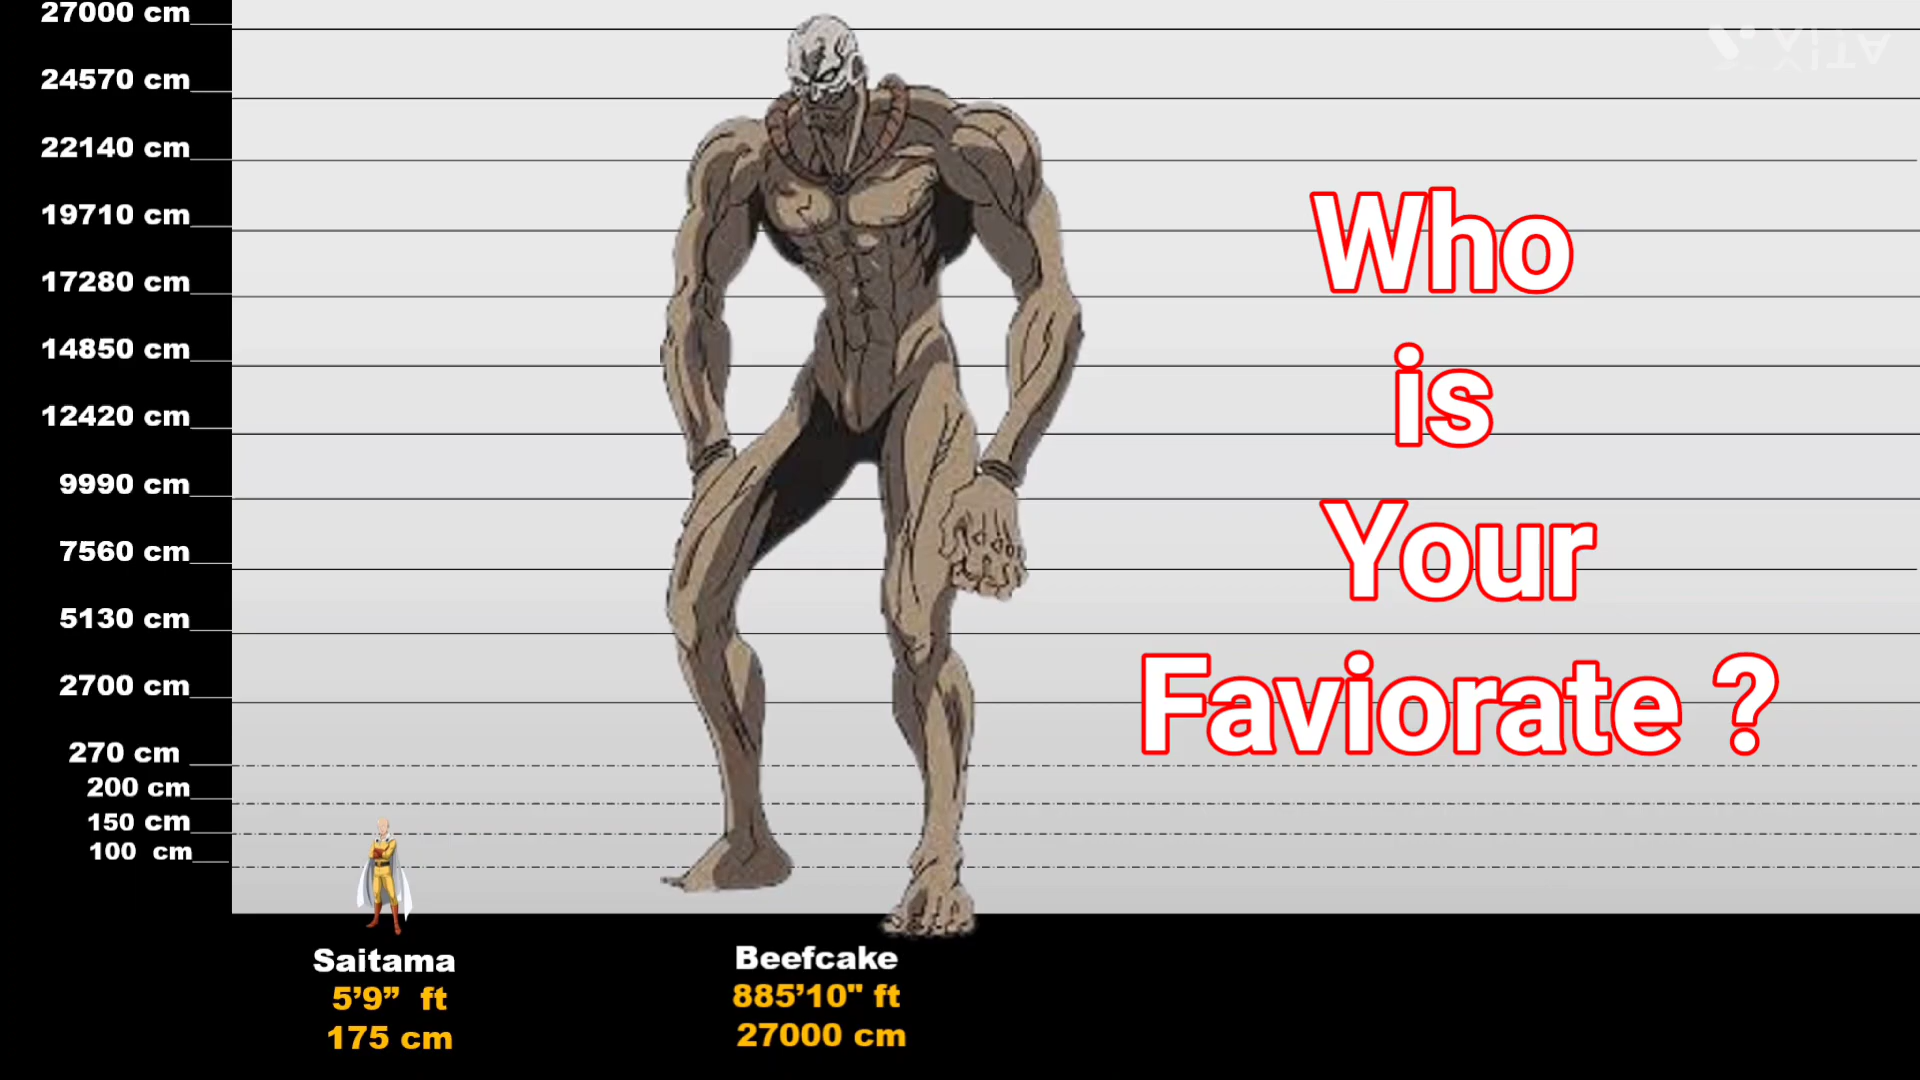 27000 cm
24570 cm
22140 cm
19710 cm
17280 cm
14850 cm
12420 cm
9990 cm
7560 cm
5130 cm
2700 cm
270 cm
200 cm
150 cm
100 cm
Who
is
Your
Faviorate ?
Saitama
5’9” ft
175 cm
Beefcake
885’10" ft
27000 cm